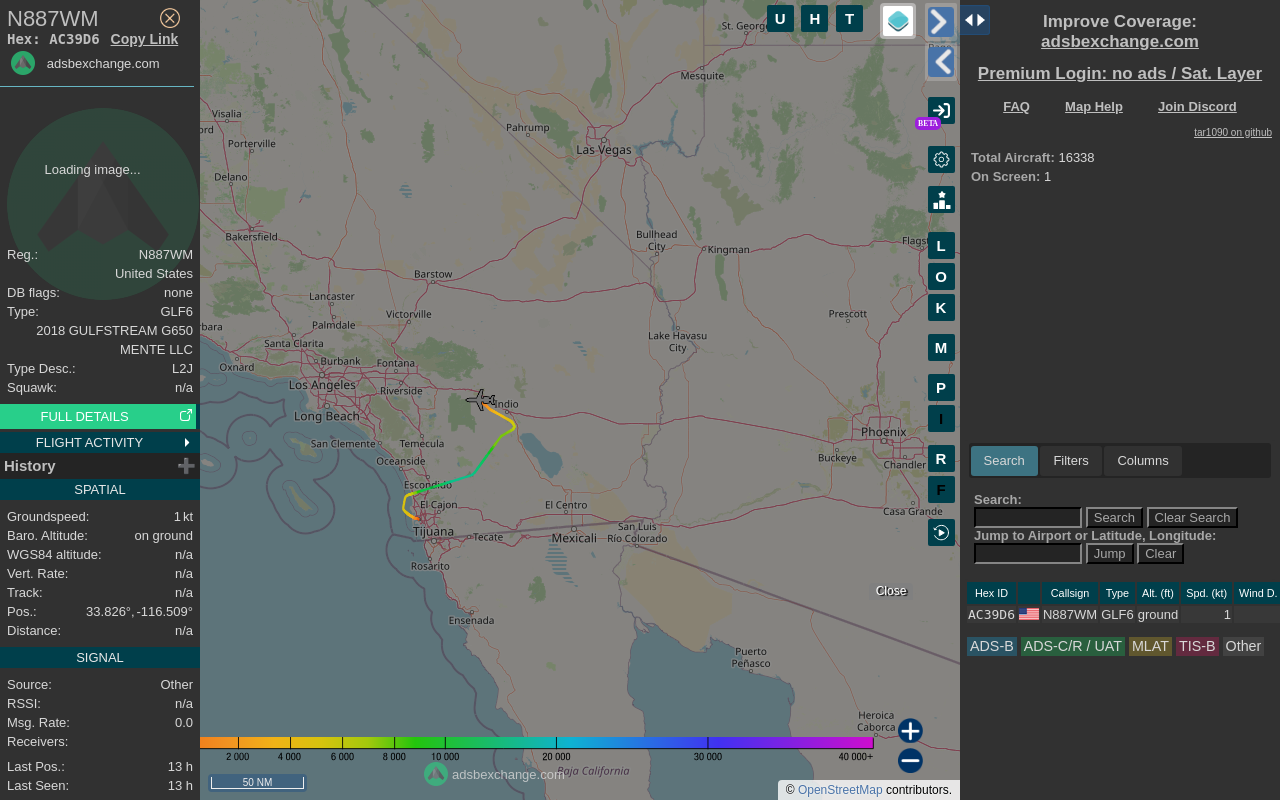 N887WM
Hex: AC39D6 Copy Link
adsbexchange.com
Loading image...
Reg.: N887WM
United States
DB flags: none
Type: GLF6
2018 GULFSTREAM G650
MENTE LLC
Type Desc.: L2J
Squawk: n/a
FULL DETAILS
FLIGHT ACTIVITY
History
SPATIAL
Groundspeed: 1 kt
Baro. Altitude: on ground
WGS84 altitude: n/a
Vert. Rate: n/a
Track: n/a
Pos.: 33.826°, -116.509°
Distance: n/a
SIGNAL
Source: Other
RSSI: n/a
Msg. Rate: 0.0
Receivers:
Last Pos.: 13 h
Last Seen: 13 h
U H T
St. George
Mesquite
Visalia
Porterville
Pahrump
Las Vegas
Delano
Bakersfield
Bullhead
City
Kingman
Flagst
Barstow
Lancaster
Victorville
Palmdale
Prescott
Santa Clarita
Lake Havasu
City
Oxnard
Burbank
Fontana
Los Angeles
Riverside
Indio
Long Beach
San Clemente
Temecula
Phoenix
Buckeye
Chandler
Oceanside
Escondido
El Cajon
El Centro
Casa Grande
Tijuana
Tecate
Mexicali
San Luis
Río Colorado
Rosarito
Ensenada
Puerto
Peñasco
Heroica
Caborca
Baja California
BETA
L
O
K
M
P
I
R
F
Close
2 000 4 000 6 000 8 000 10 000 20 000 30 000 40 000+
adsbexchange.com
50 NM
© OpenStreetMap contributors.
Improve Coverage:
adsbexchange.com
Premium Login: no ads / Sat. Layer
FAQ Map Help Join Discord
tar1090 on github
Total Aircraft: 16338
On Screen: 1
Search Filters Columns
Search:
Search Clear Search
Jump to Airport or Latitude, Longitude:
Jump Clear
Hex ID Callsign Type Alt. (ft) Spd. (kt) Wind D.
AC39D6 N887WM GLF6 ground 1
ADS-B ADS-C/R / UAT MLAT TIS-B Other